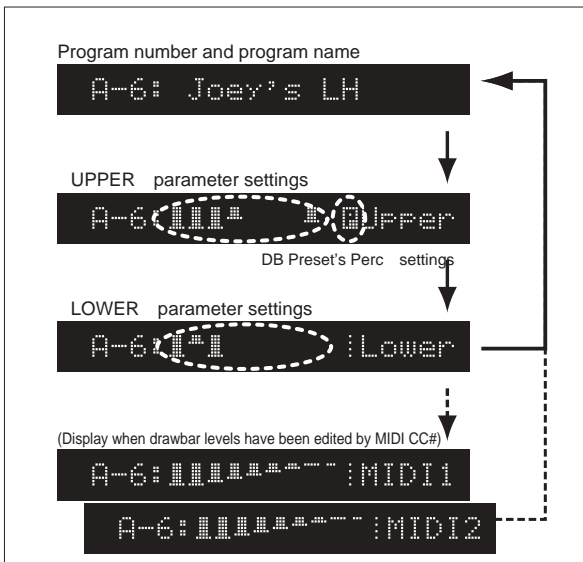 Program number and program name
A-6: Joey's LH
UPPER parameter settings
A-6: Upper
DB Preset's Perc settings
LOWER parameter settings
A-6: Lower
(Display when drawbar levels have been edited by MIDI CC#)
A-6: MIDI1
A-6: MIDI2